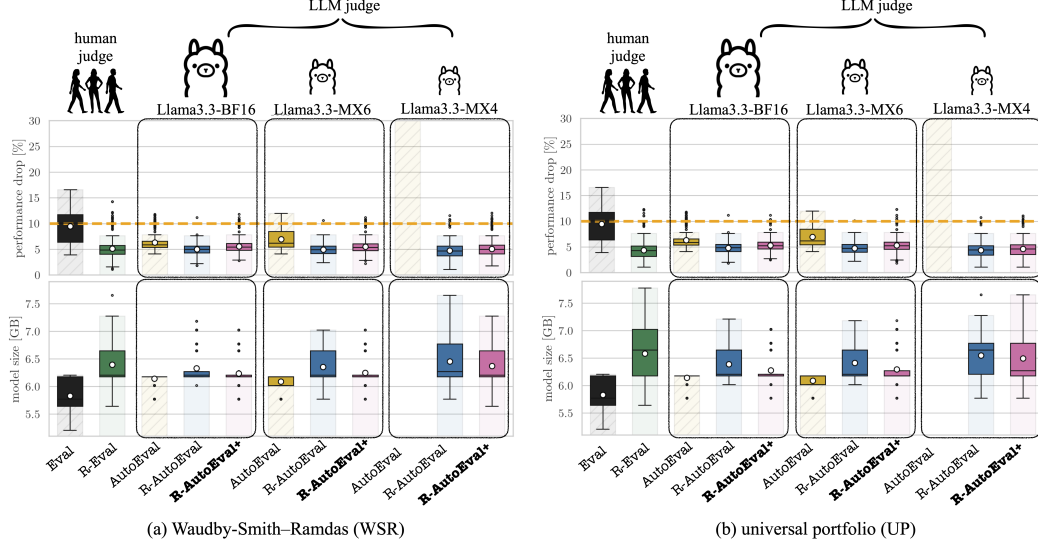 LLM judge
human
judge
Llama3.3-BF16
Llama3.3-MX6
Llama3.3-MX4
performance drop [%]
30
25
20
15
10
5
0
model size [GB]
7.5
7.0
6.5
6.0
5.5
Eval
R-Eval
AutoEval
R-AutoEval
R-AutoEval+
AutoEval
R-AutoEval
R-AutoEval+
AutoEval
R-AutoEval
R-AutoEval+
(a) Waudby-Smith–Ramdas (WSR)
LLM judge
human
judge
Llama3.3-BF16
Llama3.3-MX6
Llama3.3-MX4
performance drop [%]
30
25
20
15
10
5
0
model size [GB]
7.5
7.0
6.5
6.0
5.5
Eval
R-Eval
AutoEval
R-AutoEval
R-AutoEval+
AutoEval
R-AutoEval
R-AutoEval+
AutoEval
R-AutoEval
R-AutoEval+
(b) universal portfolio (UP)